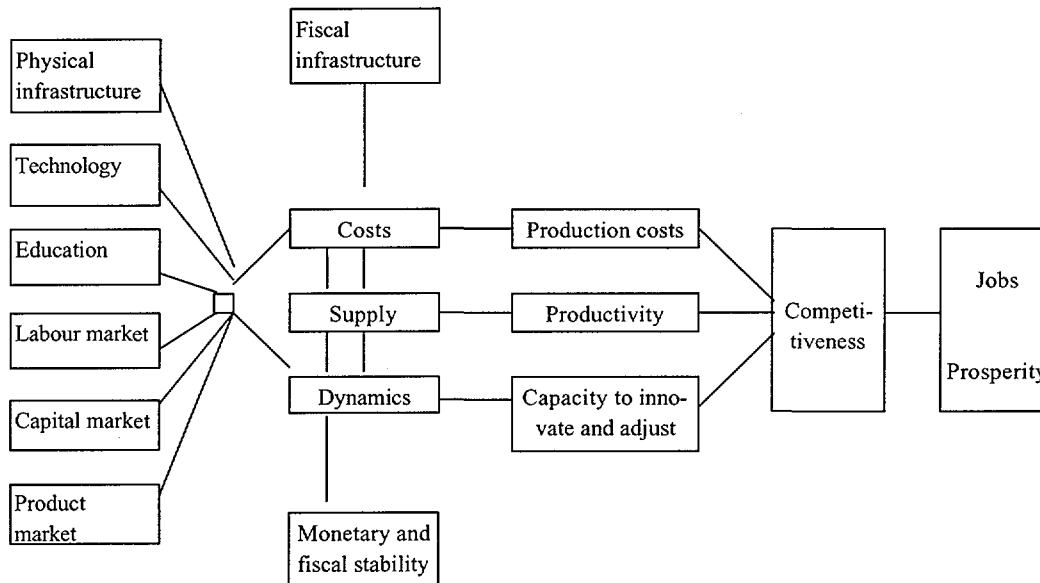 Physical
infrastructure
Technology
Education
Labour market
Capital market
Product
market
Fiscal
infrastructure
Costs
Supply
Dynamics
Monetary and
fiscal stability
Production costs
Productivity
Capacity to inno-
vate and adjust
Competi-
tiveness
Jobs
Prosperity